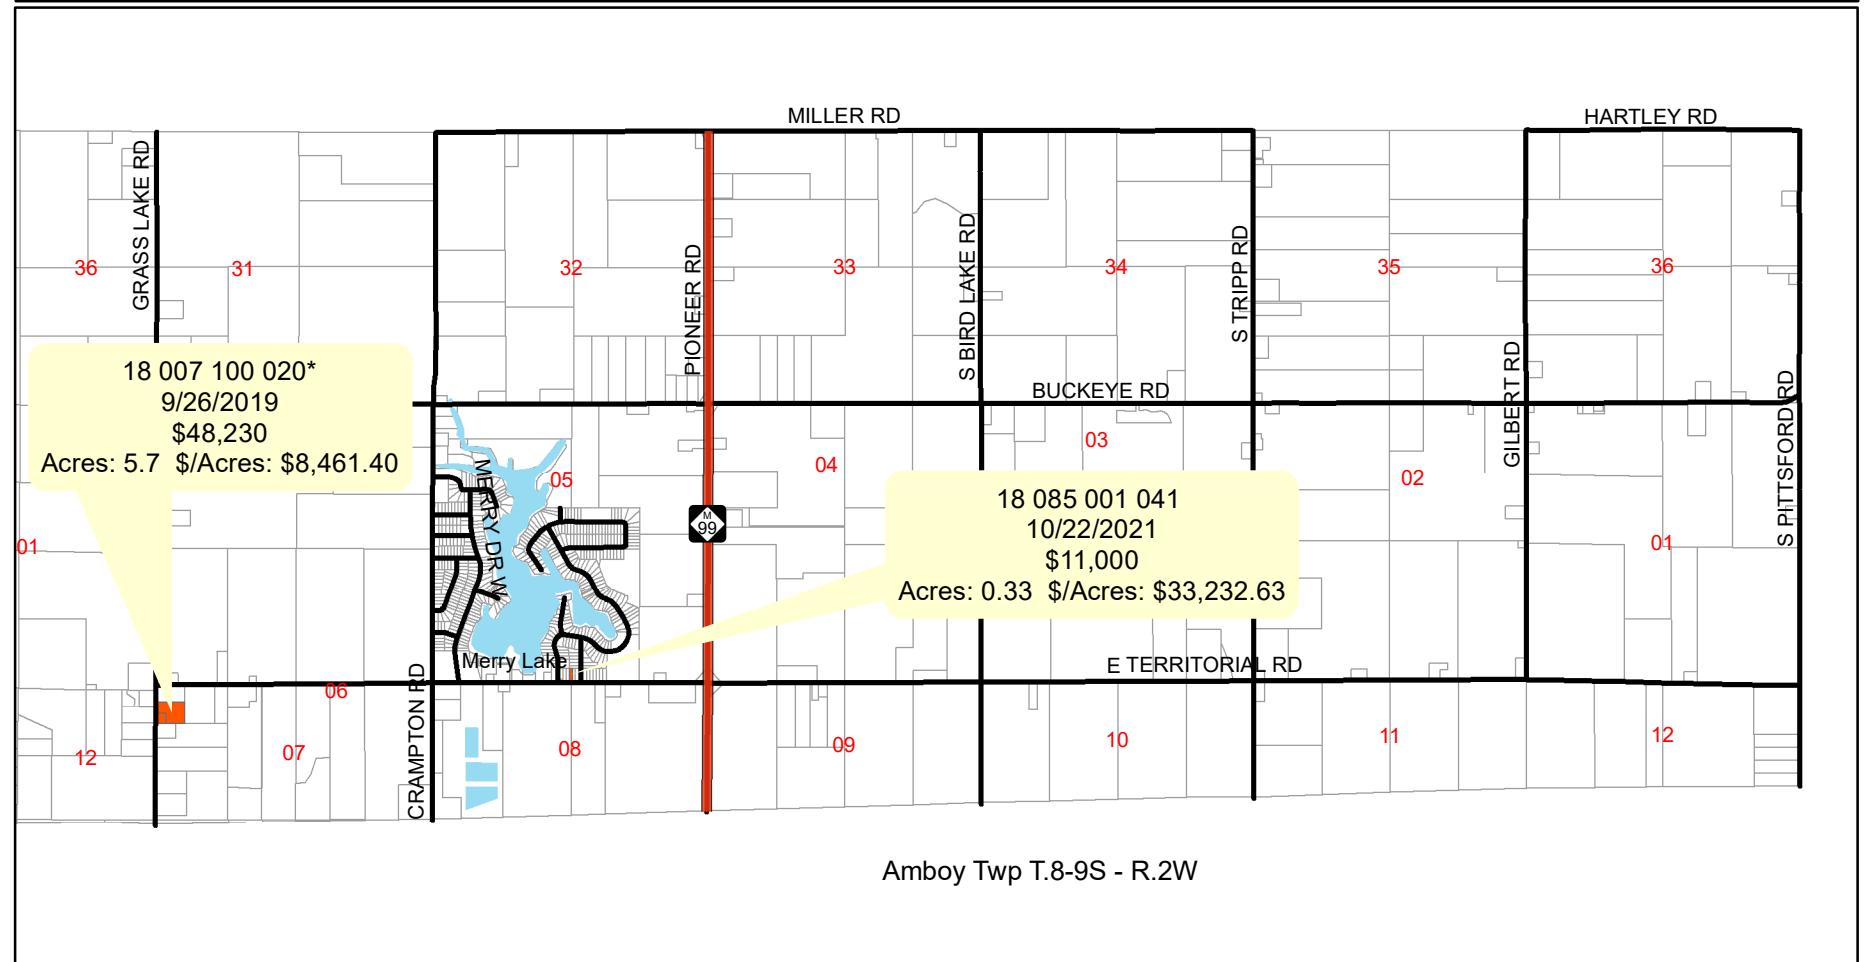 MILLER RD
HARTLEY RD
GRASS LAKE RD
PIONEER RD
S BIRD LAKE RD
S TRIPP RD
36
31
32
33
34
35
36
18 007 100 020*
9/26/2019
$48,230
Acres: 5.7 $/Acres: $8,461.40
BUCKEYE RD
GILBERT RD
S PITTSFORD RD
03
04
05
02
01
01
MERRY DR W
M
99
18 085 001 041
10/22/2021
$11,000
Acres: 0.33 $/Acres: $33,232.63
Merry Lake
E TERRITORIAL RD
CRAMPTON RD
06
12
07
08
09
10
11
12
Amboy Twp T.8-9S - R.2W